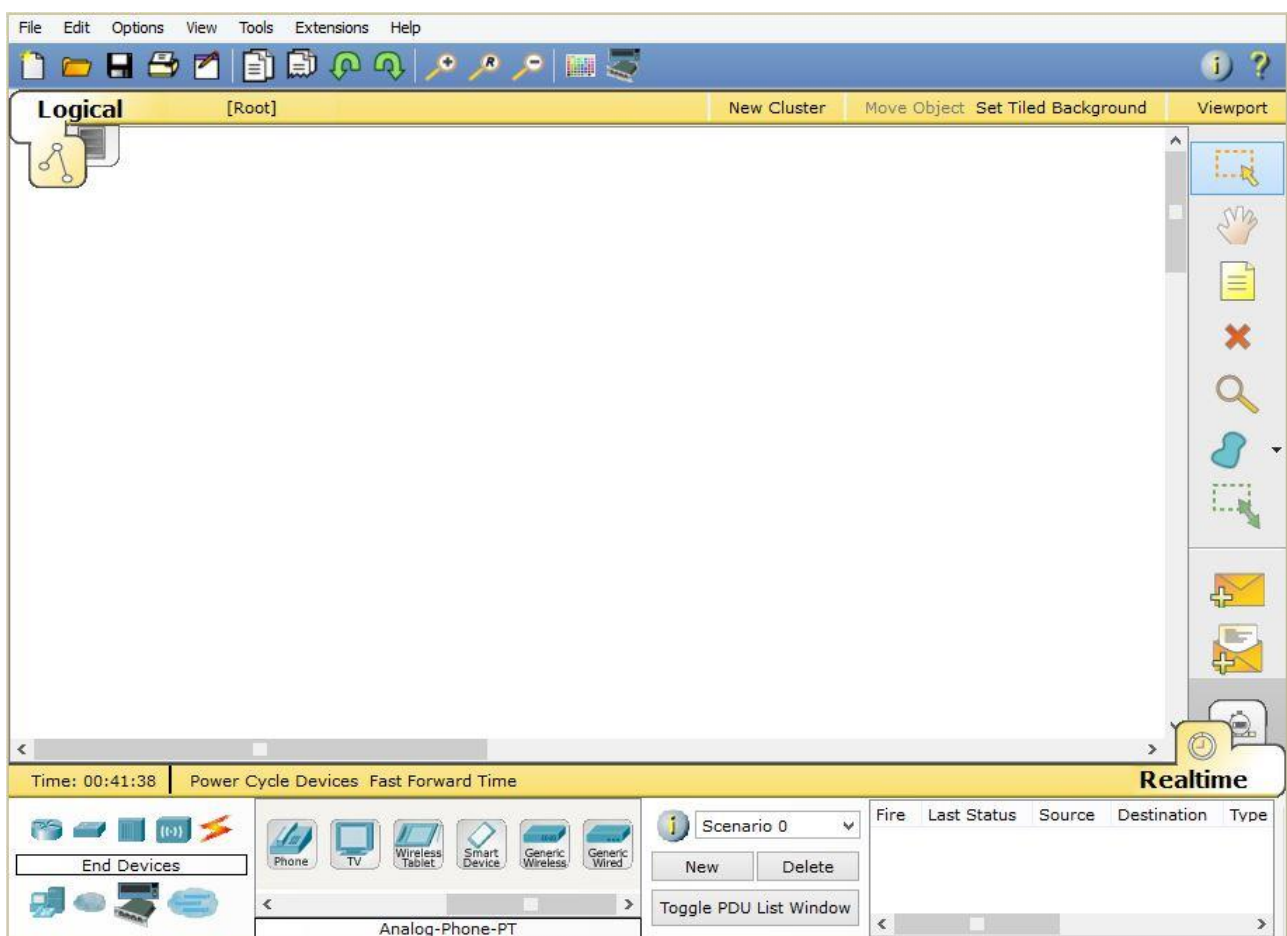 File Edit Options View Tools Extensions Help
R
i ?
Logical [Root] New Cluster Move Object Set Tiled Background Viewport
Time: 00:41:38 Power Cycle Devices Fast Forward Time Realtime
End Devices
Phone TV Wireless Tablet Smart Device Generic Wireless Generic Wired
Analog-Phone-PT
i Scenario 0
New Delete
Toggle PDU List Window
Fire Last Status Source Destination Type